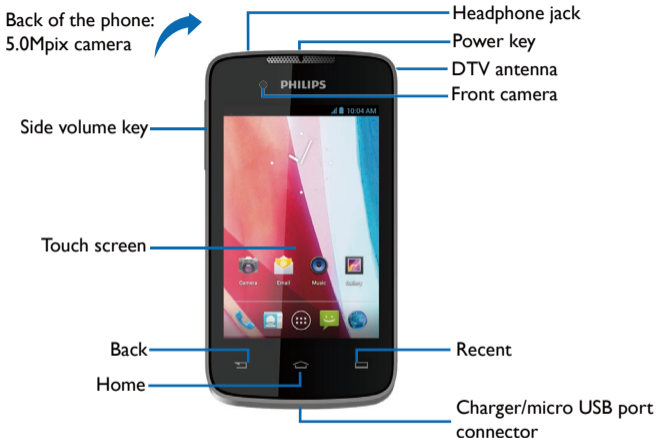 Back of the phone:
5.0Mpix camera
Headphone jack
Power key
DTV antenna
Front camera
PHILIPS
10:04 AM
Side volume key
Touch screen
Camera
Email
Music
Gallery
Back
Recent
Home
Charger/micro USB port
connector